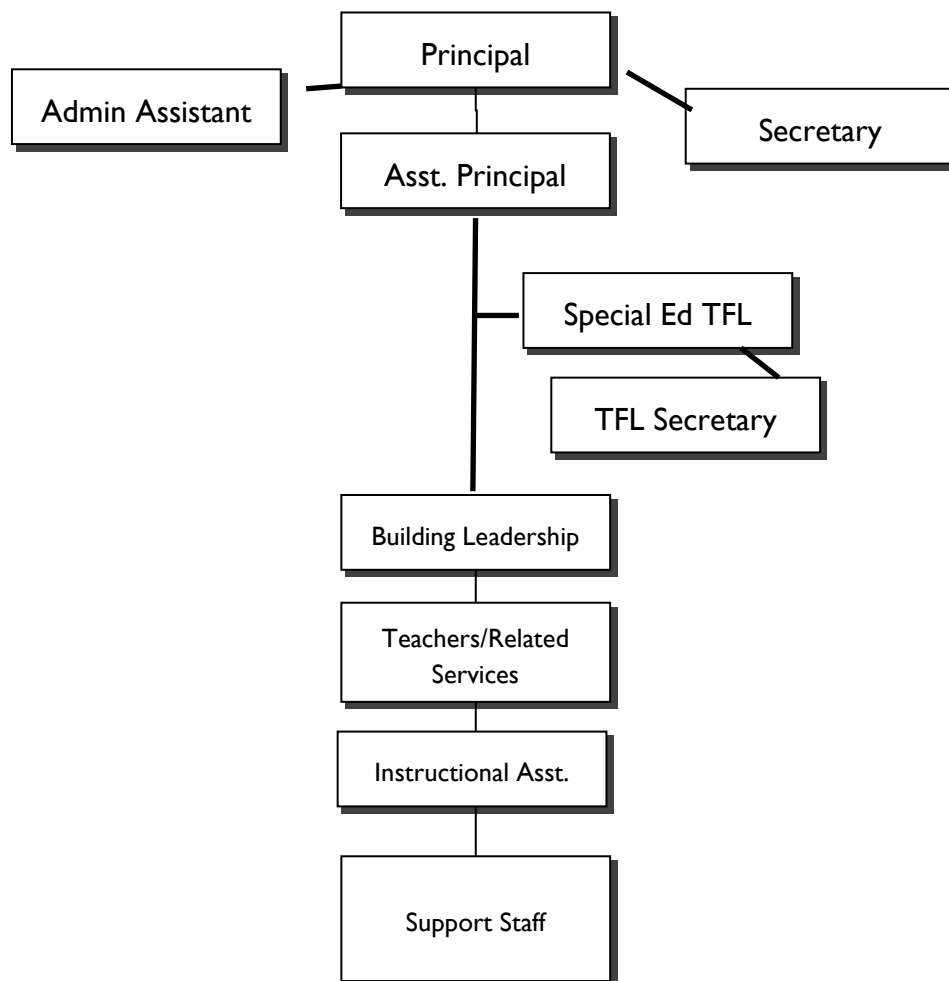 Principal
Admin Assistant
Secretary
Asst. Principal
Special Ed TFL
TFL Secretary
Building Leadership
Teachers/Related
Services
Instructional Asst.
Support Staff